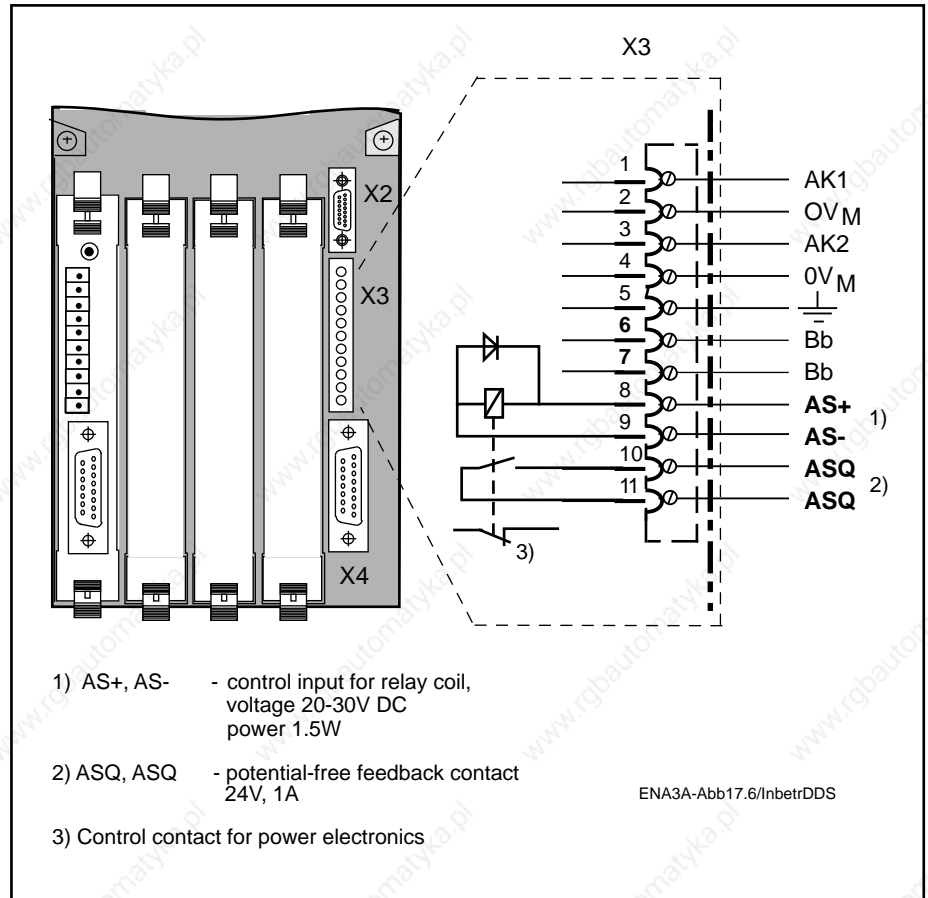 X3
X2
X3
X4
1 AK1
2 OVM
3 AK2
4 0VM
5
6 Bb
7 Bb
8 AS+
9 AS-
1)
10 ASQ
11 ASQ
2)
3)
1) AS+, AS- - control input for relay coil,
voltage 20-30V DC
power 1.5W
2) ASQ, ASQ - potential-free feedback contact
24V, 1A
ENA3A-Abb17.6/InbetrDDS
3) Control contact for power electronics
www.rgbautomatyka.pl